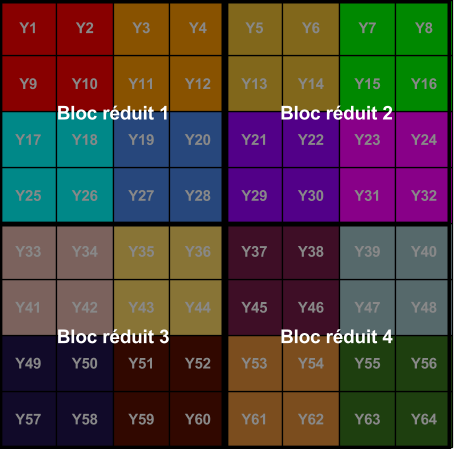 Y1 Y2 Y3 Y4 Y5 Y6 Y7 Y8
Y9 Y10 Y11 Y12 Y13 Y14 Y15 Y16
Bloc réduit 1 Bloc réduit 2
Y17 Y18 Y19 Y20 Y21 Y22 Y23 Y24
Y25 Y26 Y27 Y28 Y29 Y30 Y31 Y32
Y33 Y34 Y35 Y36 Y37 Y38 Y39 Y40
Y41 Y42 Y43 Y44 Y45 Y46 Y47 Y48
Bloc réduit 3 Bloc réduit 4
Y49 Y50 Y51 Y52 Y53 Y54 Y55 Y56
Y57 Y58 Y59 Y60 Y61 Y62 Y63 Y64